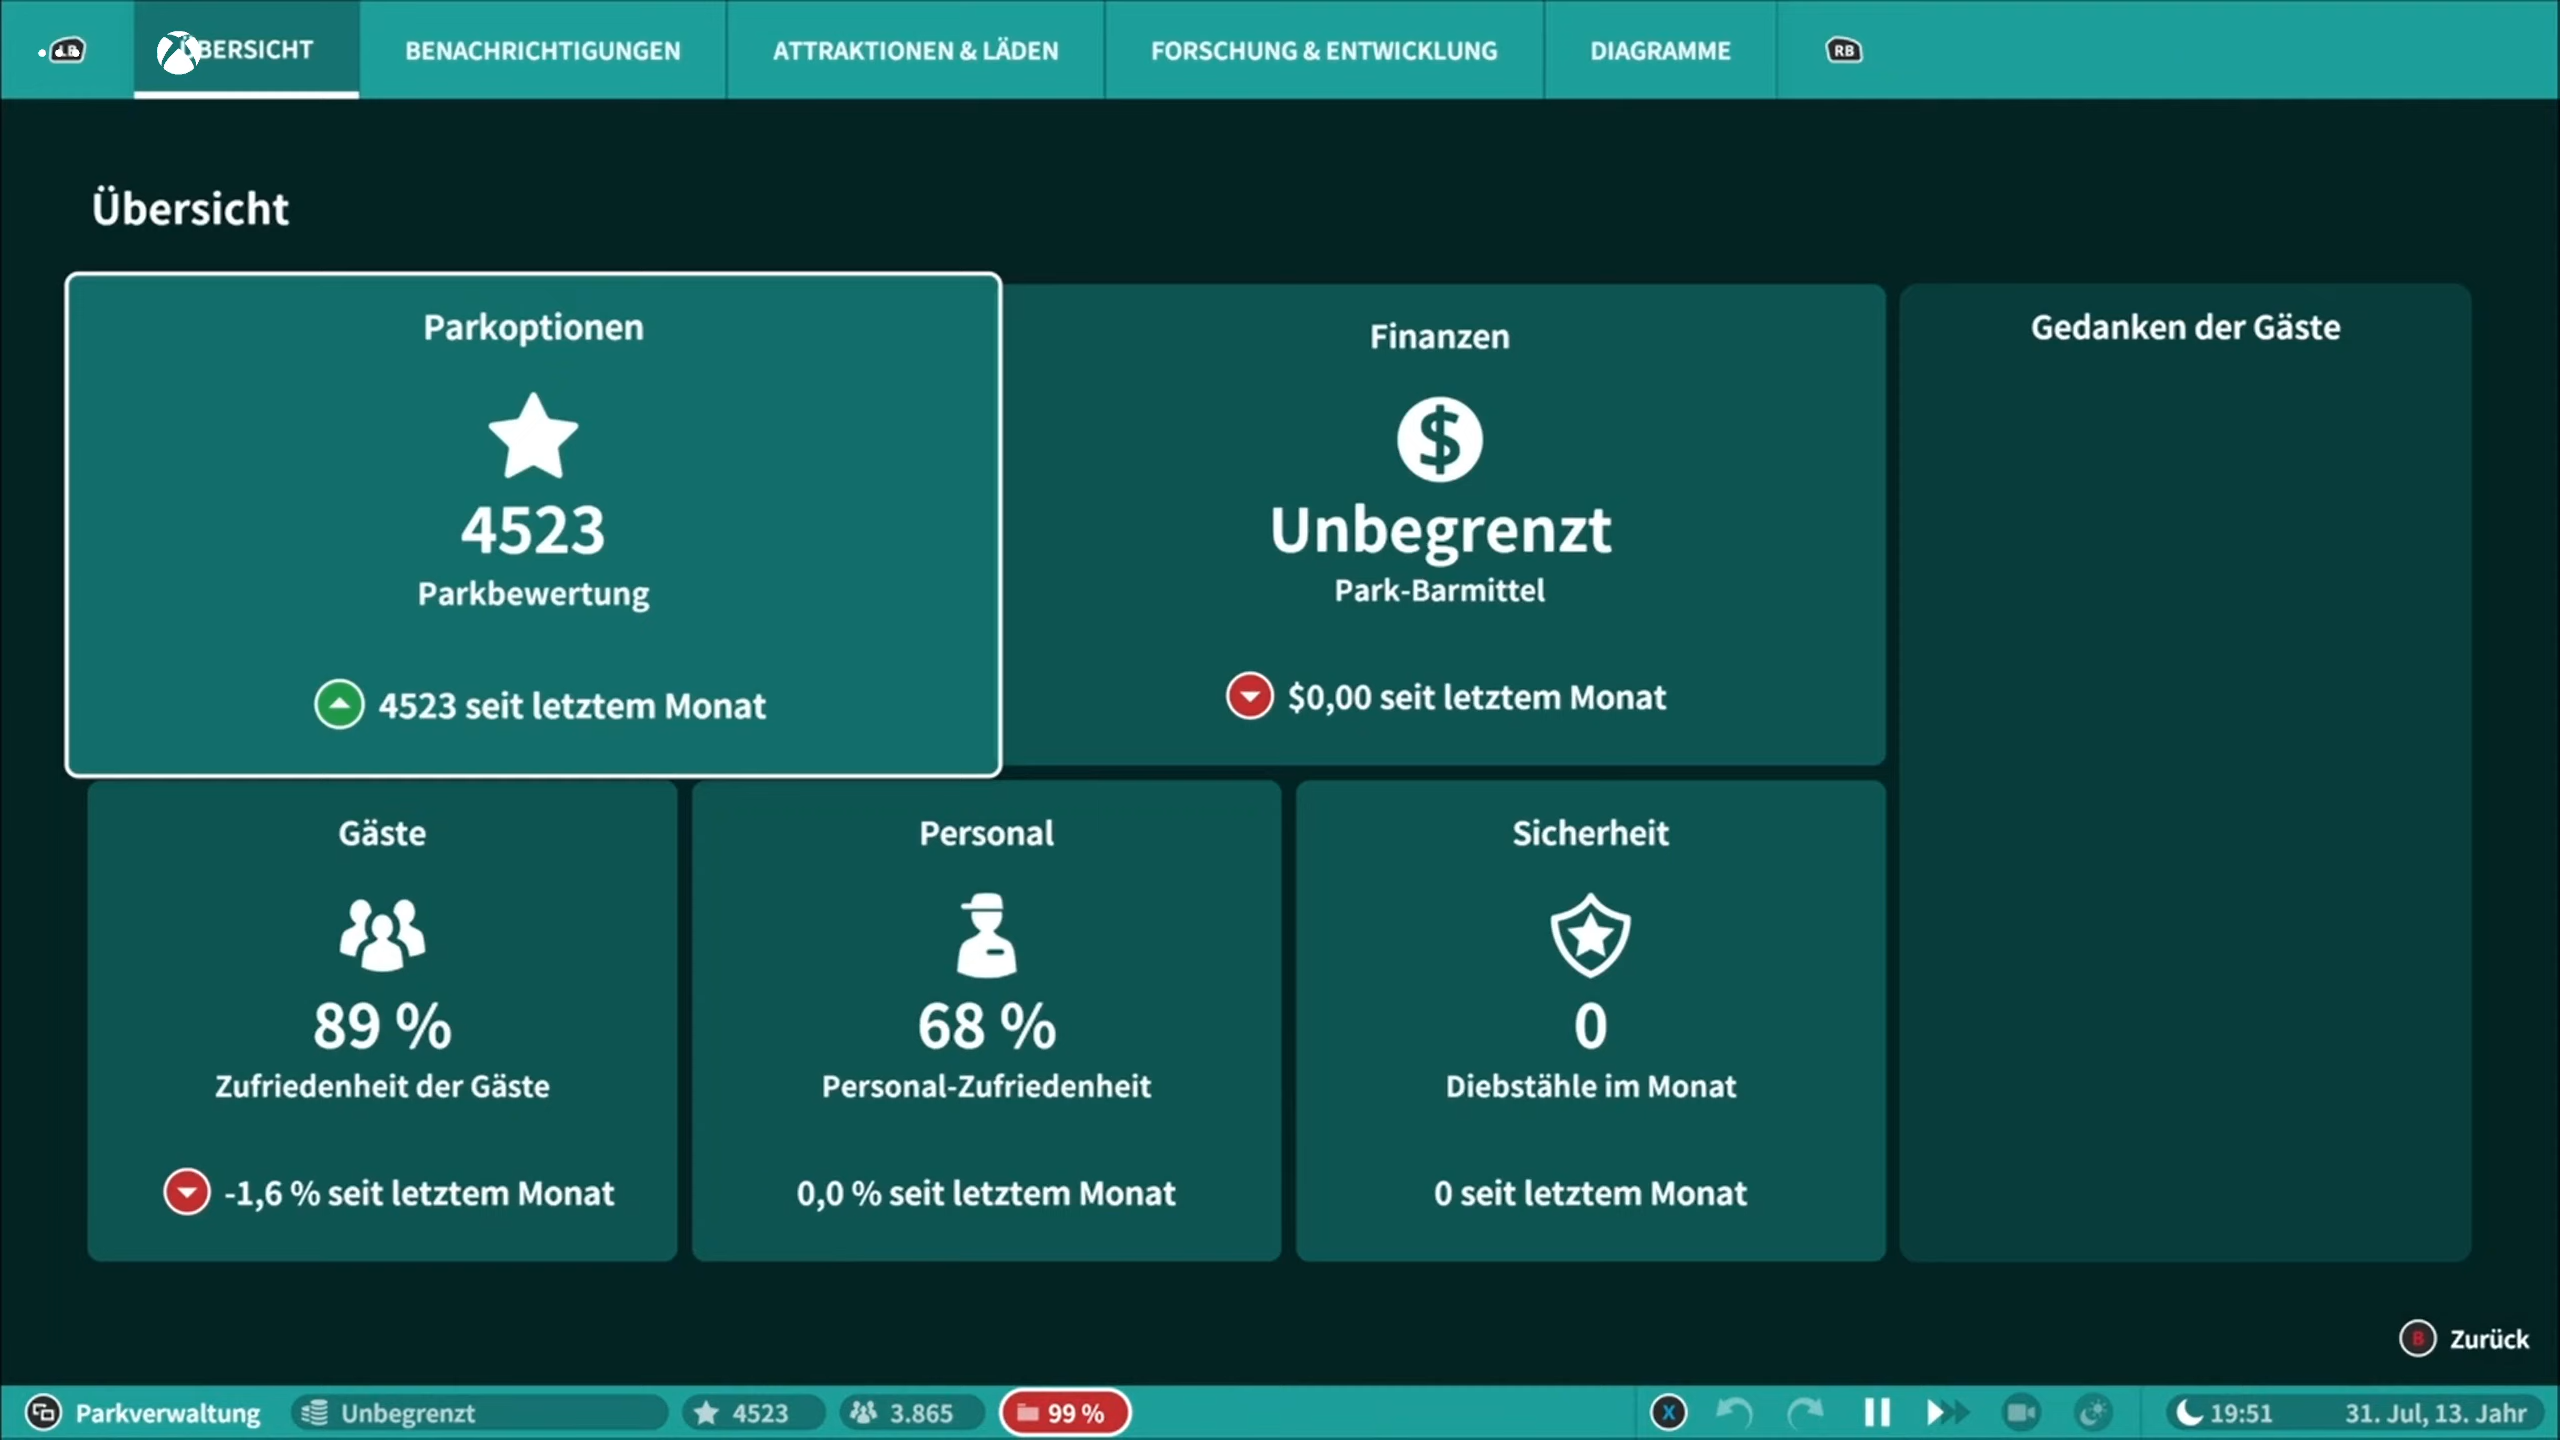 LB
ÜBERSICHT
BENACHRICHTIGUNGEN
ATTRAKTIONEN & LÄDEN
FORSCHUNG & ENTWICKLUNG
DIAGRAMME
RB
Übersicht
Parkoptionen
4523
Parkbewertung
4523 seit letztem Monat
Finanzen
$
Unbegrenzt
Park-Barmittel
$0,00 seit letztem Monat
Gedanken der Gäste
Gäste
89 %
Zufriedenheit der Gäste
-1,6 % seit letztem Monat
Personal
68 %
Personal-Zufriedenheit
0,0 % seit letztem Monat
Sicherheit
0
Diebstähle im Monat
0 seit letztem Monat
B Zurück
Parkverwaltung
Unbegrenzt
4523
3.865
99 %
X
19:51
31. Jul, 13. Jahr